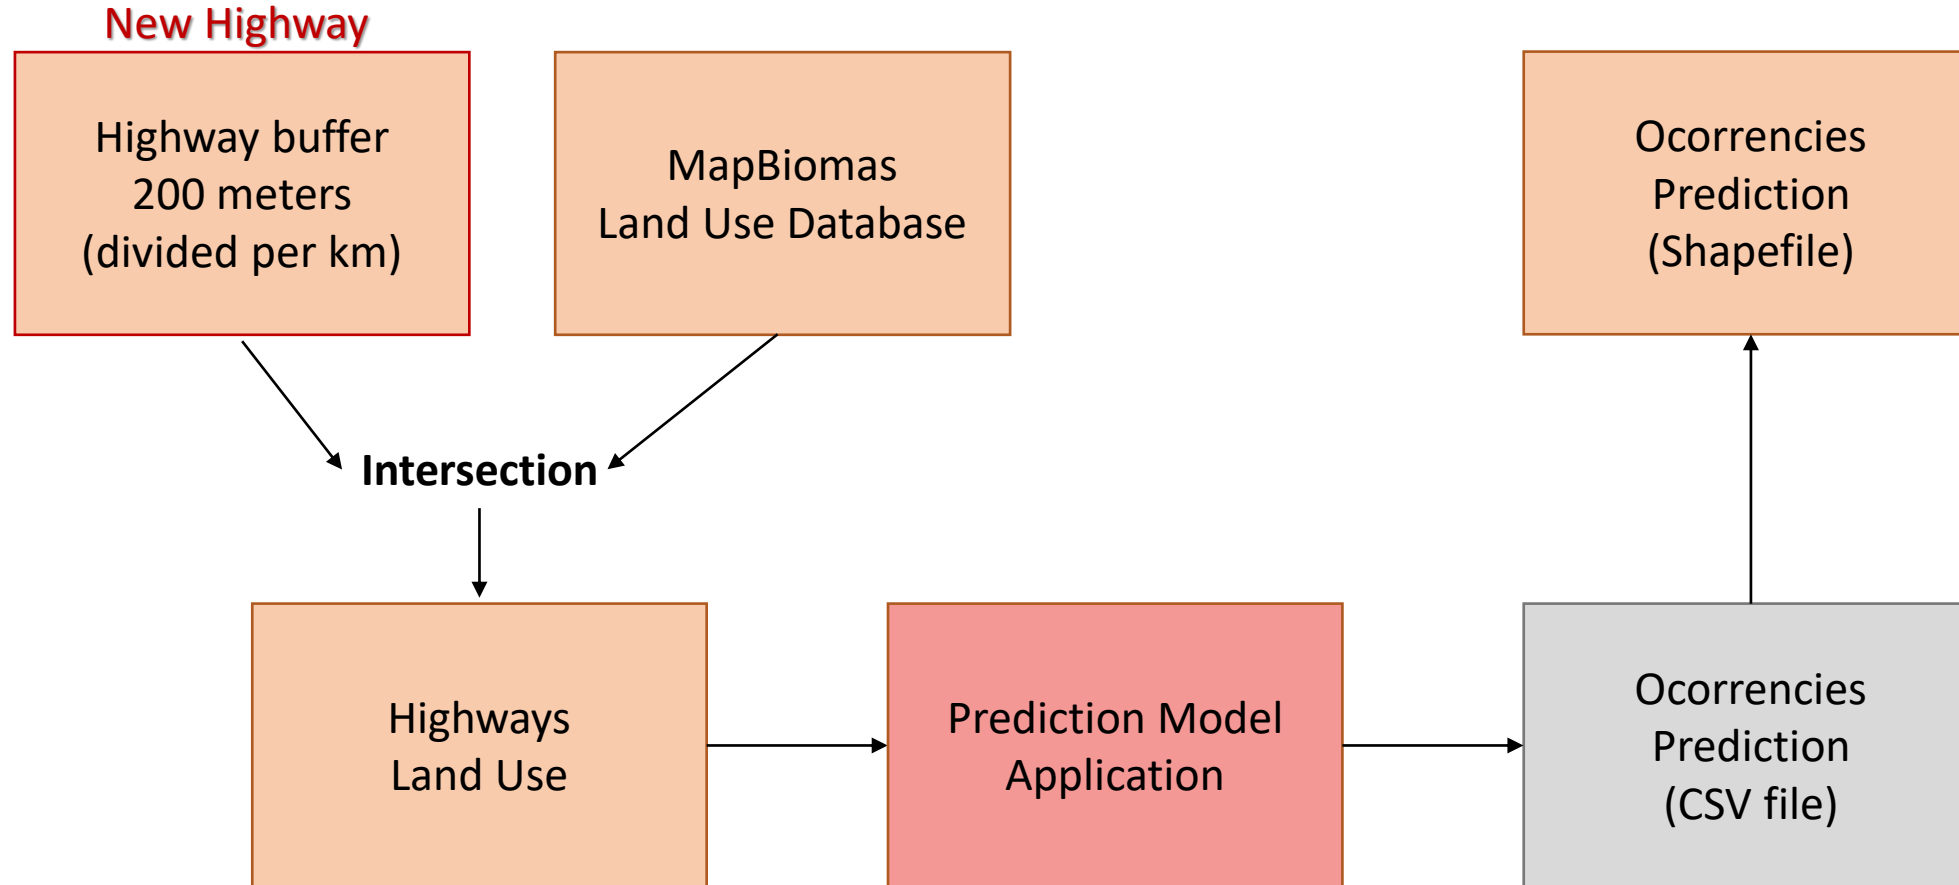 New Highway
Highway buffer
200 meters
(divided per km)
MapBiomas
Land Use Database
Ocorrencies
Prediction
(Shapefile)
Intersection
Highways
Land Use
Prediction Model
Application
Ocorrencies
Prediction
(CSV file)